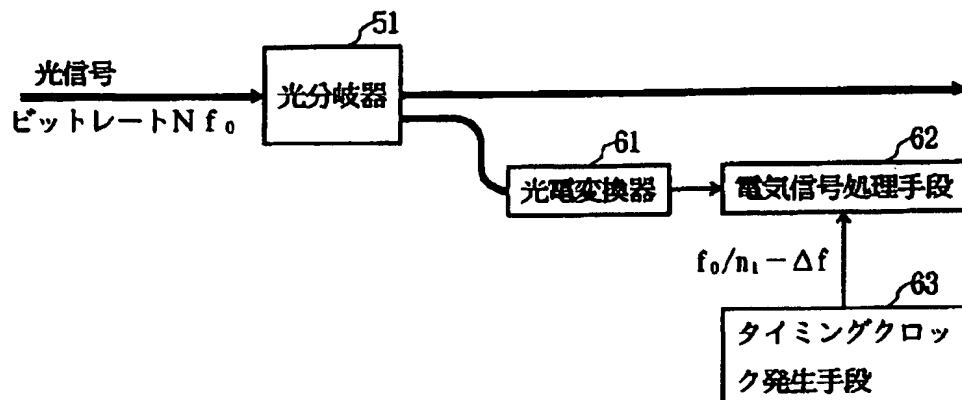 51
光信号
光分岐器
ビットレートN f₀
61
62
光電変換器
電気信号処理手段
f₀/n₁−Δf
63
タイミングクロッ
ク発生手段